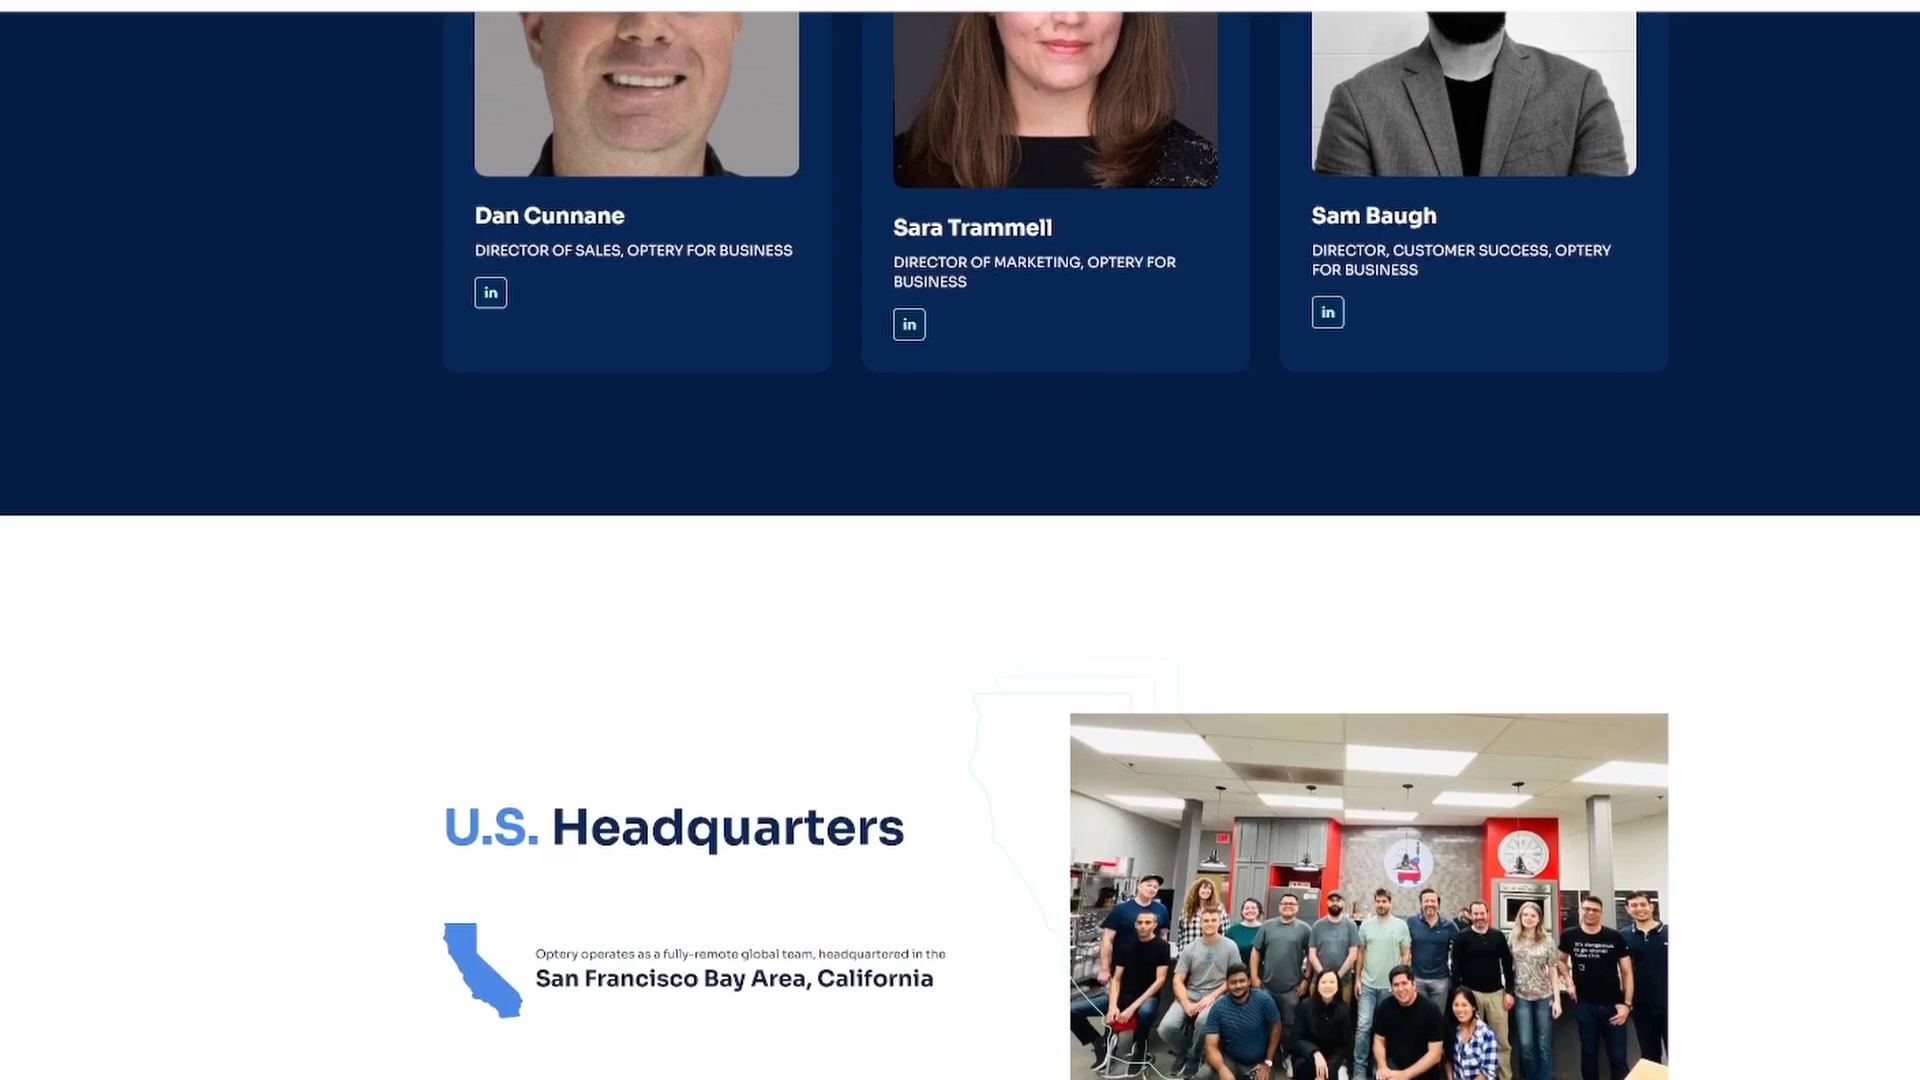 Dan Cunnane
DIRECTOR OF SALES, OPTERY FOR BUSINESS
in
Sara Trammell
DIRECTOR OF MARKETING, OPTERY FOR
BUSINESS
in
Sam Baugh
DIRECTOR, CUSTOMER SUCCESS, OPTERY
FOR BUSINESS
in
U.S. Headquarters
Optery operates as a fully-remote global team, headquartered in the
San Francisco Bay Area, California